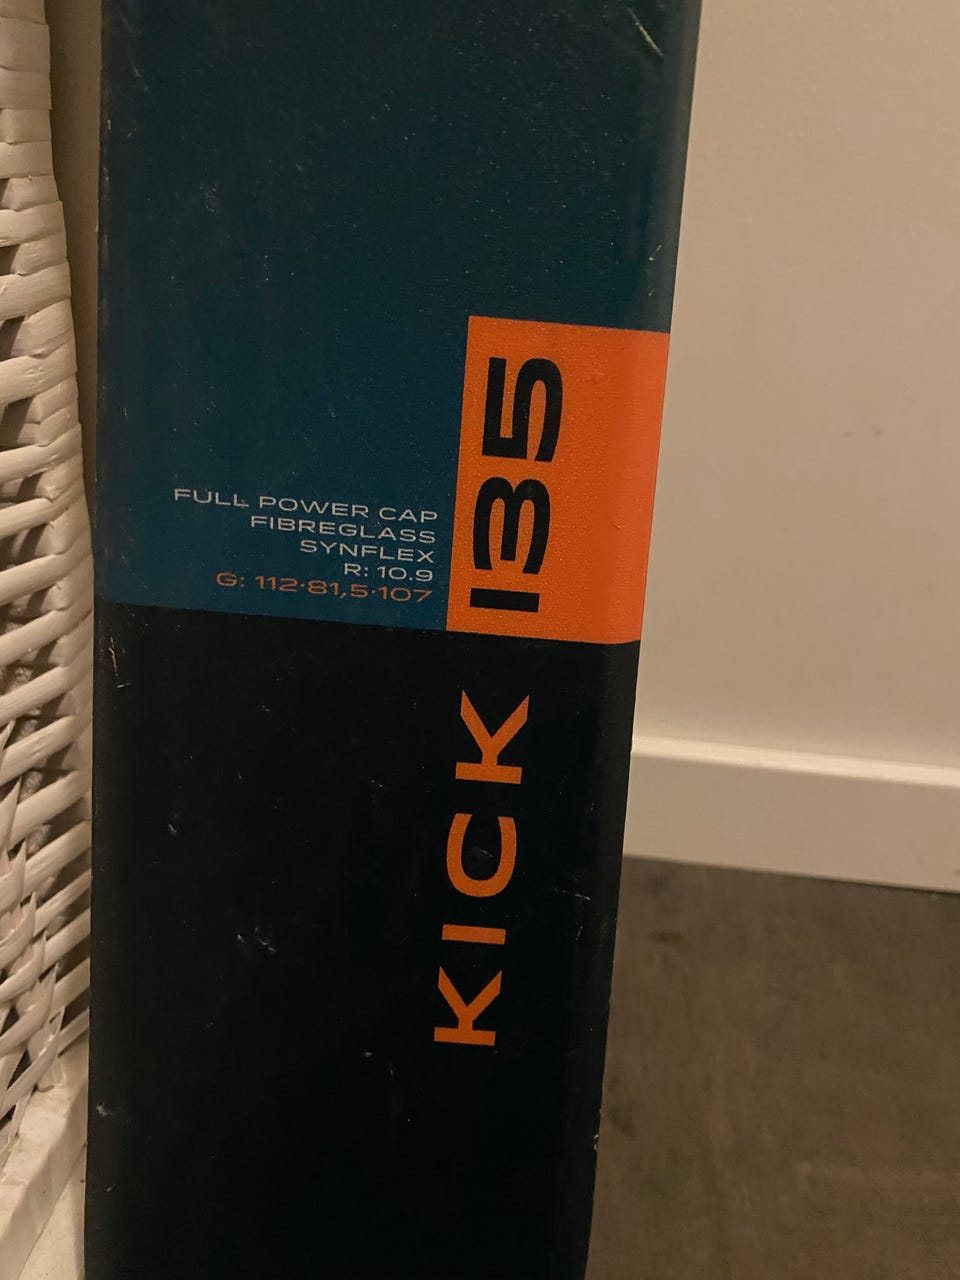 135
FULL POWER CAP
FIBREGLASS
SYNFLEX
R: 10.9
G: 112·81,5·107
KICK